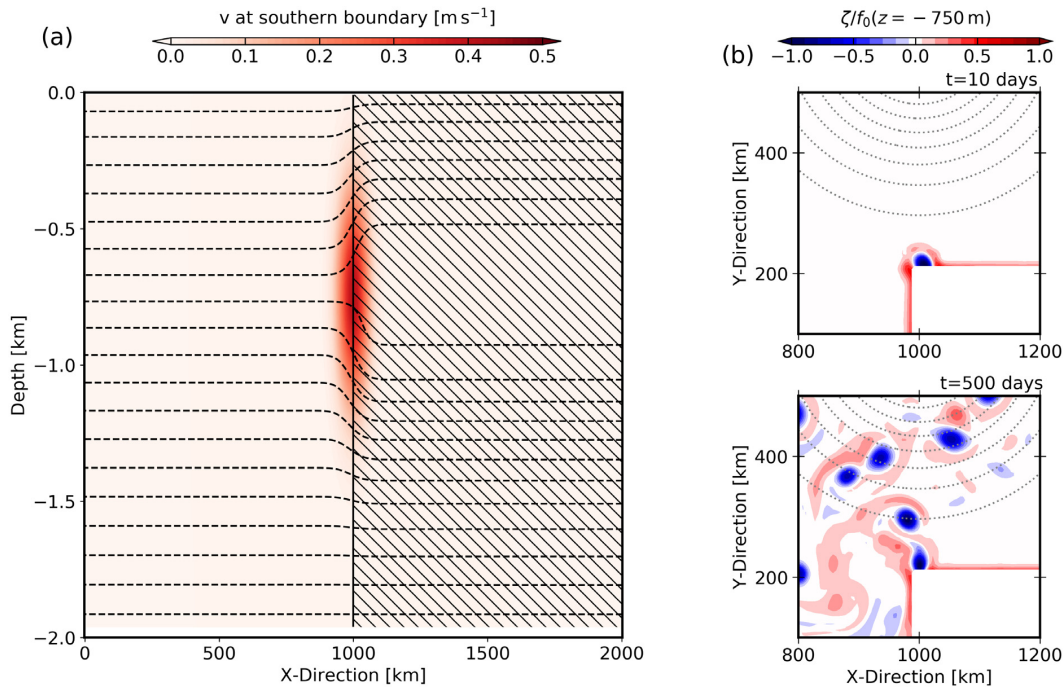 v at southern boundary [m s⁻¹]
(a)
0.0 0.1 0.2 0.3 0.4 0.5
0.0
−0.5
−1.0
−1.5
−2.0
Depth [km]
0 500 1000 1500 2000
X-Direction [km]
ζ/f₀(z = − 750 m)
(b)
−1.0 −0.5 0.0 0.5 1.0
t=10 days
400
200
Y-Direction [km]
800 1000 1200
t=500 days
400
200
Y-Direction [km]
800 1000 1200
X-Direction [km]